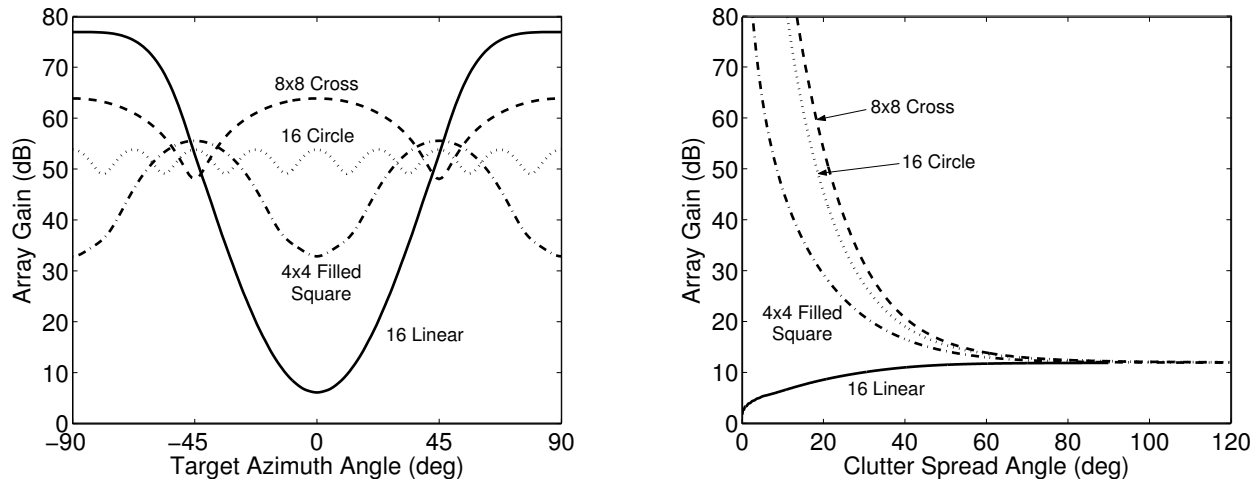 80
70
60
50
40
30
20
10
0
−90
−45
0
45
90
Array Gain (dB)
Target Azimuth Angle (deg)
8x8 Cross
16 Circle
4x4 Filled
Square
16 Linear
80
70
60
50
40
30
20
10
0
0
20
40
60
80
100
120
Array Gain (dB)
Clutter Spread Angle (deg)
8x8 Cross
16 Circle
4x4 Filled
Square
16 Linear